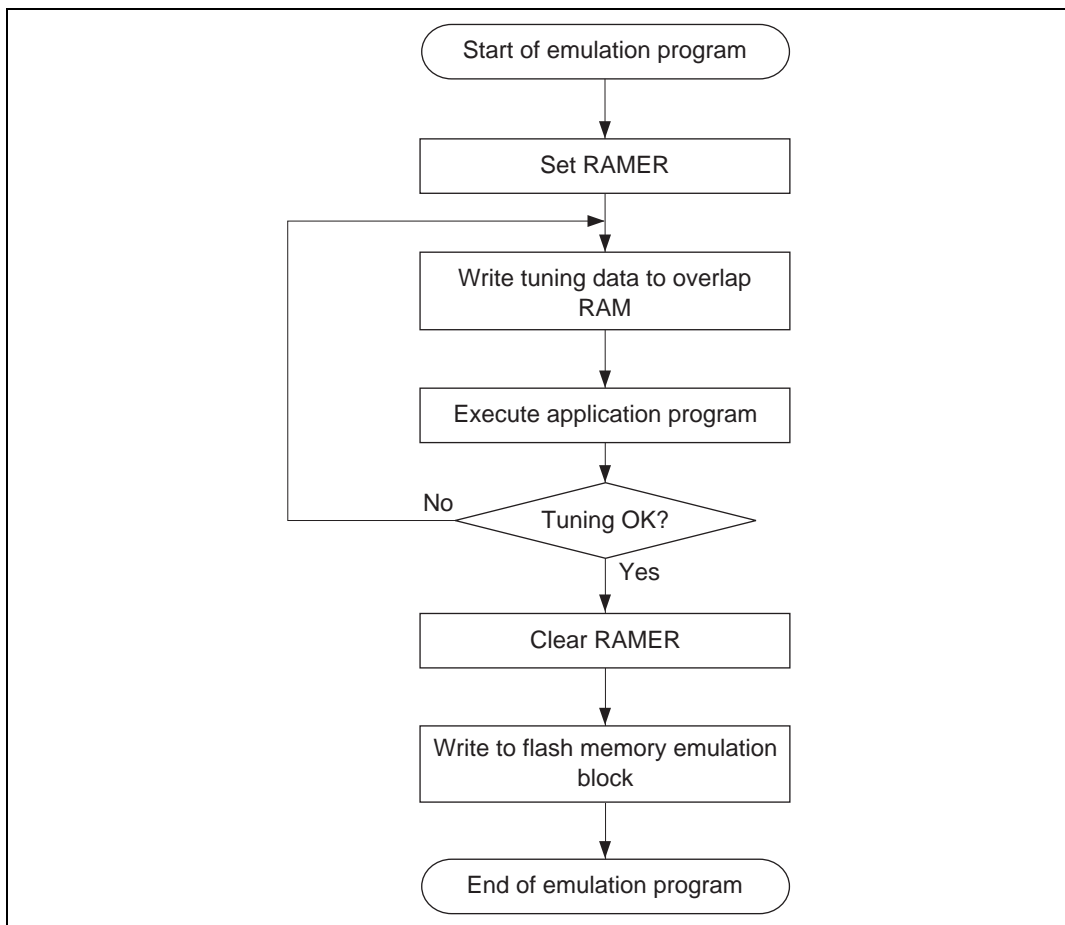 Start of emulation program
Set RAMER
Write tuning data to overlap
RAM
Execute application program
No
Tuning OK?
Yes
Clear RAMER
Write to flash memory emulation
block
End of emulation program